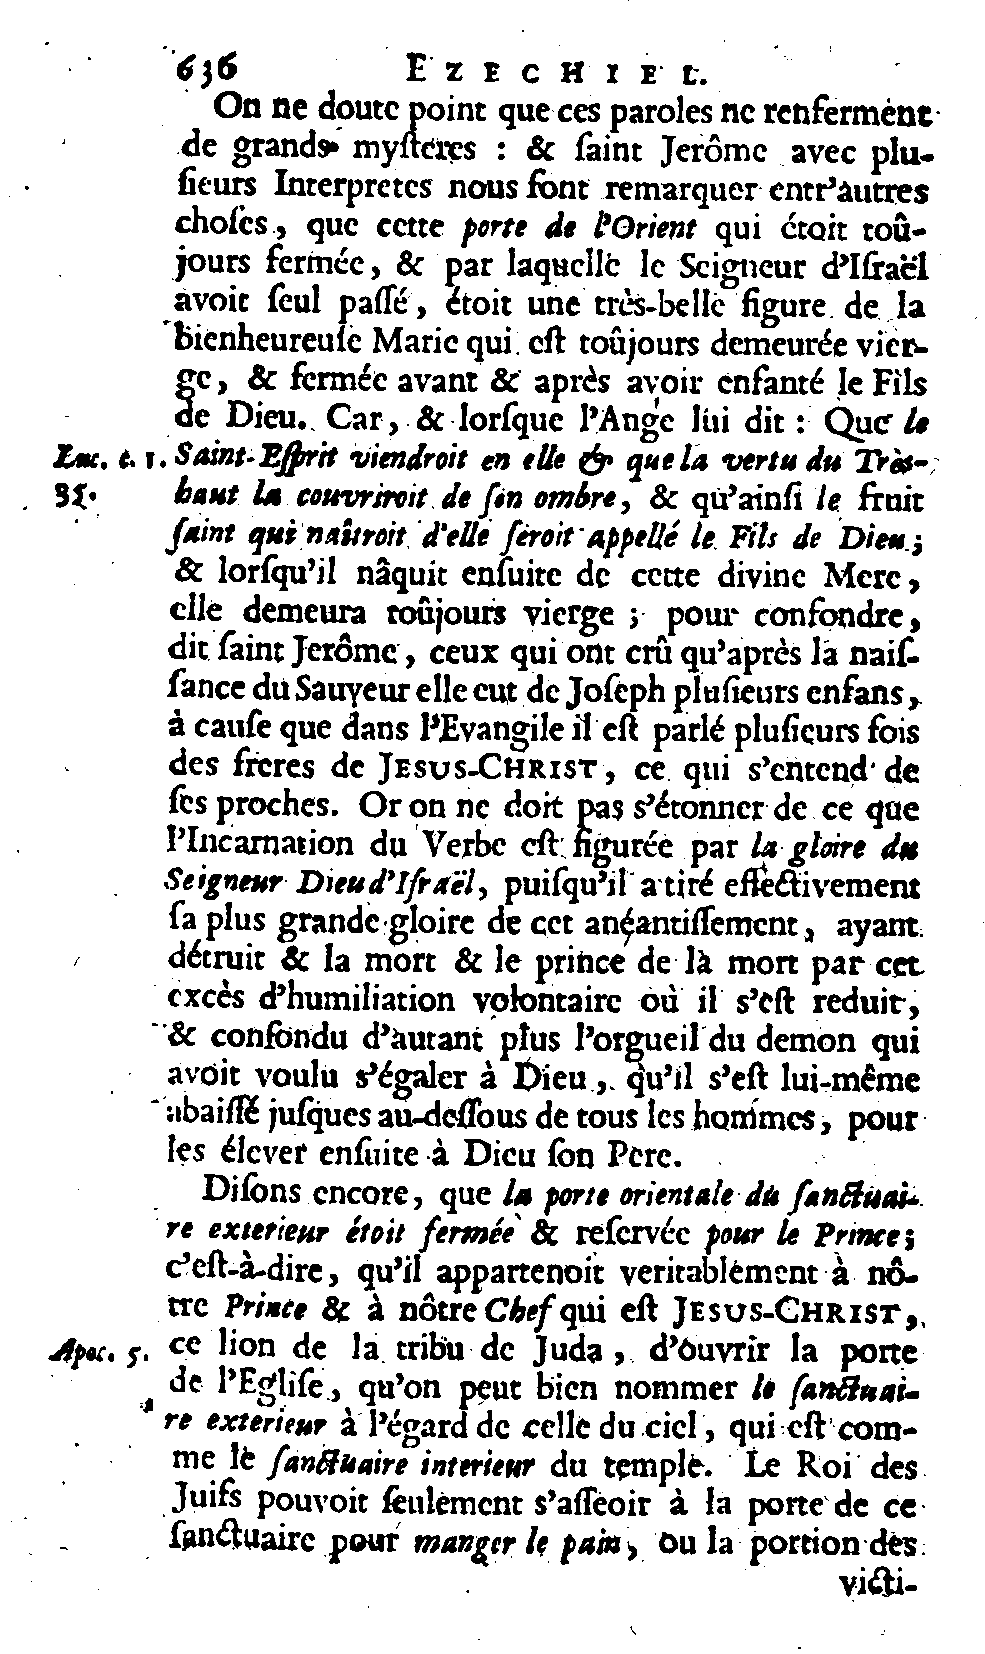 636 EZECHIEL.
On ne doute point que ces paroles ne renferment
de grands myſteres : & ſaint Jerôme avec plu-
ſieurs Interpretes nous font remarquer entr'autres
choſes, que cette porte de l'Orient qui étoit toû-
jours fermée, & par laquelle le Seigneur d'Iſraël
avoit ſeul paſſé, étoit une très-belle figure de la
bienheureuſe Marie qui eſt toûjours demeurée vier-
ge, & fermée avant & après avoir enfanté le Fils
de Dieu. Car, & lorſque l'Ange lui dit : Que le
Luc. c. 1. Saint-Eſprit viendroit en elle & que la vertu du Très-
35. haut la couvriroit de ſon ombre, & qu'ainſi le fruit
ſaint qui naîtroit d'elle ſeroit appellé le Fils de Dieu ;
& lorſqu'il nâquit enſuite de cette divine Mere,
elle demeura toûjours vierge ; pour confondre,
dit ſaint Jerôme, ceux qui ont crû qu'après la naiſ-
ſance du Sauveur elle eut de Joſeph pluſieurs enfans,
à cauſe que dans l'Evangile il eſt parlé pluſieurs fois
des freres de JESUS-CHRIST, ce qui s'entend de
ſes proches. Or on ne doit pas s'étonner de ce que
l'Incarnation du Verbe eſt figurée par la gloire du
Seigneur Dieu d'Iſraël, puiſqu'il a tiré effectivement
ſa plus grande gloire de cet anéantiſſement, ayant
détruit & la mort & le prince de la mort par cet
excès d'humiliation volontaire où il s'eſt reduit,
& confondu d'autant plus l'orgueil du demon qui
avoit voulu s'égaler à Dieu, qu'il s'eſt lui-même
abaiſſé juſques au-deſſous de tous les hommes, pour
les élever enſuite à Dieu ſon Pere.
Diſons encore, que la porte orientale du ſanctuai-
re exterieur étoit fermée & reſervée pour le Prince ;
c'eſt-à-dire, qu'il appartenoit veritablement à nô-
tre Prince & à nôtre Chef qui eſt JESUS-CHRIST,
Apoc. 5. ce lion de la tribu de Juda, d'ouvrir la porte
de l'Egliſe, qu'on peut bien nommer le ſanctuai-
re exterieur à l'égard de celle du ciel, qui eſt com-
me le ſanctuaire interieur du temple. Le Roi des
Juifs pouvoit ſeulement s'aſſeoir à la porte de ce
ſanctuaire pour manger le pain, ou la portion des
victi-